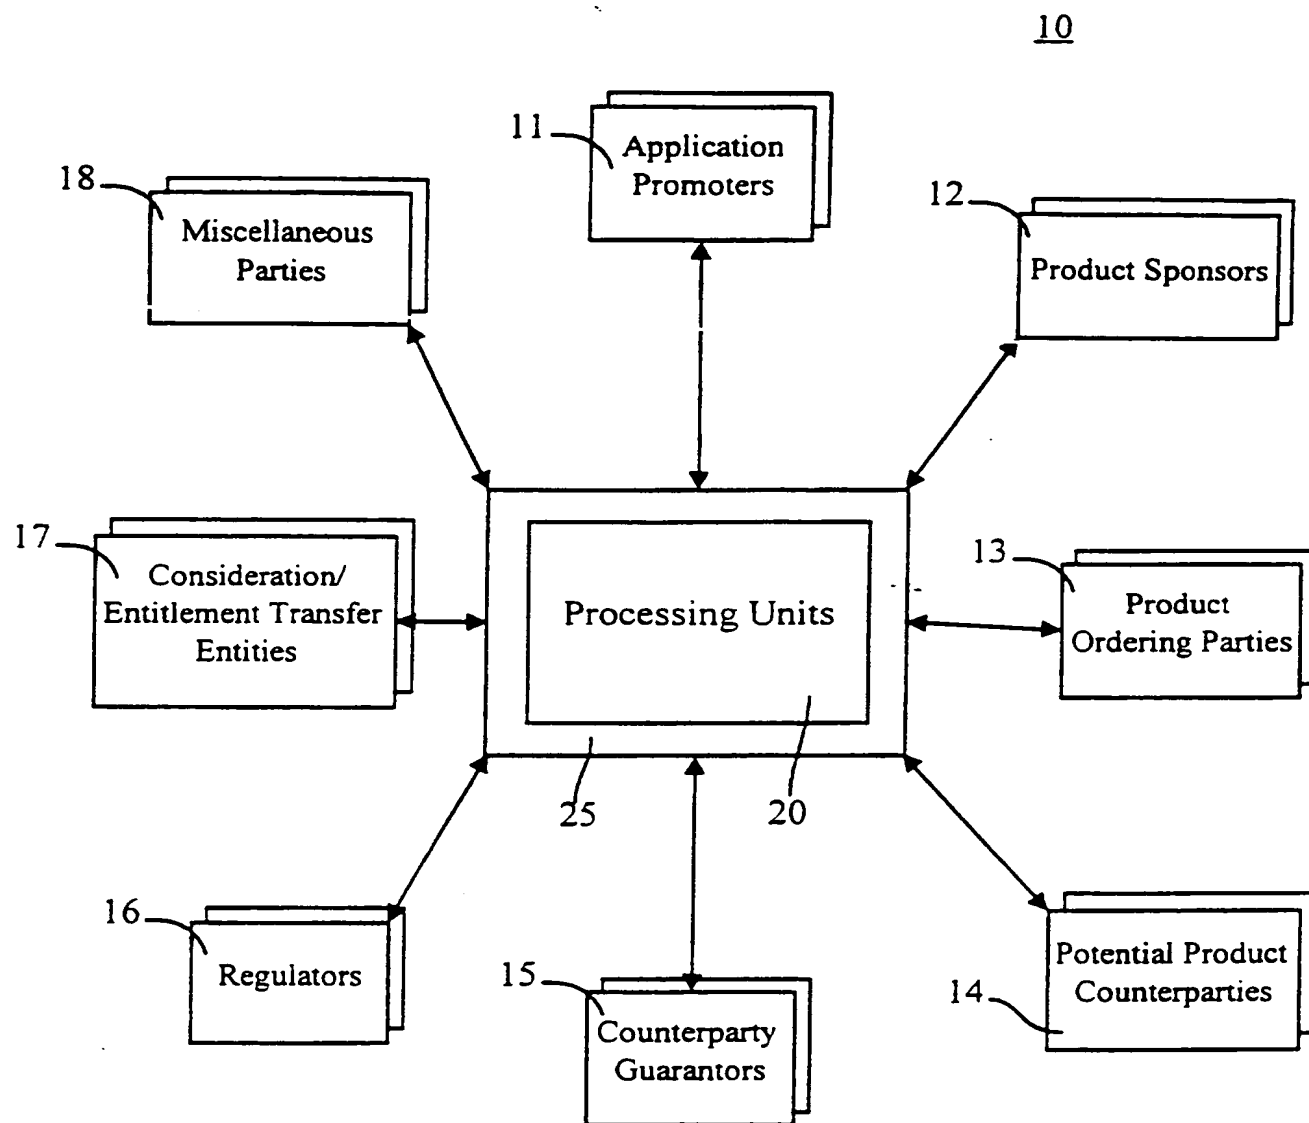 10
11
Application
Promoters
18
Miscellaneous
Parties
12
Product Sponsors
17
Consideration/
Entitlement Transfer
Entities
Processing Units
13
Product
Ordering Parties
25
20
16
Regulators
15
Counterparty
Guarantors
14
Potential Product
Counterparties